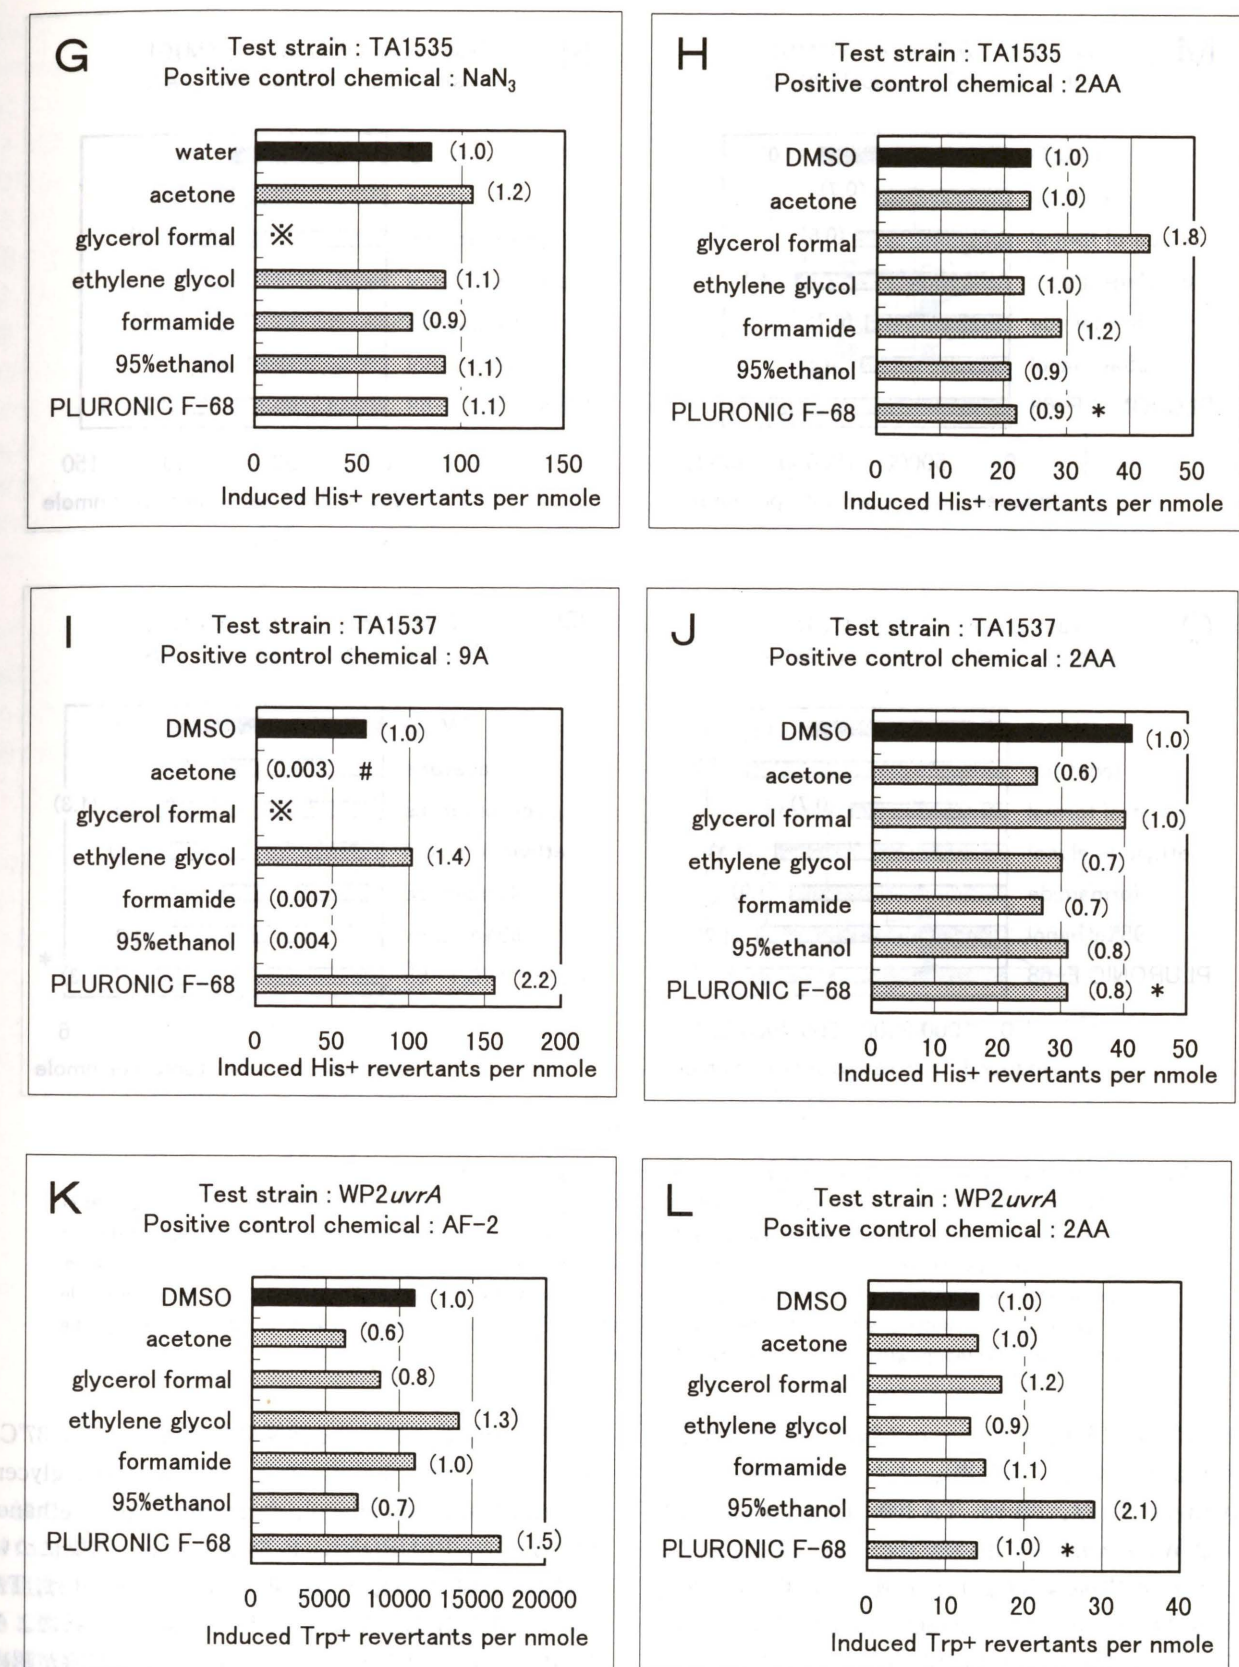 G
Test strain : TA1535
Positive control chemical : NaN₃
water (1.0)
acetone (1.2)
glycerol formal ※
ethylene glycol (1.1)
formamide (0.9)
95%ethanol (1.1)
PLURONIC F-68 (1.1)
0 50 100 150
Induced His+ revertants per nmole
H
Test strain : TA1535
Positive control chemical : 2AA
DMSO (1.0)
acetone (1.0)
glycerol formal (1.8)
ethylene glycol (1.0)
formamide (1.2)
95%ethanol (0.9)
PLURONIC F-68 (0.9) *
0 10 20 30 40 50
Induced His+ revertants per nmole
I
Test strain : TA1537
Positive control chemical : 9A
DMSO (1.0)
acetone (0.003) #
glycerol formal ※
ethylene glycol (1.4)
formamide (0.007)
95%ethanol (0.004)
PLURONIC F-68 (2.2)
0 50 100 150 200
Induced His+ revertants per nmole
J
Test strain : TA1537
Positive control chemical : 2AA
DMSO (1.0)
acetone (0.6)
glycerol formal (1.0)
ethylene glycol (0.7)
formamide (0.7)
95%ethanol (0.8)
PLURONIC F-68 (0.8) *
0 10 20 30 40 50
Induced His+ revertants per nmole
K
Test strain : WP2uvrA
Positive control chemical : AF-2
DMSO (1.0)
acetone (0.6)
glycerol formal (0.8)
ethylene glycol (1.3)
formamide (1.0)
95%ethanol (0.7)
PLURONIC F-68 (1.5)
0 5000 10000 15000 20000
Induced Trp+ revertants per nmole
L
Test strain : WP2uvrA
Positive control chemical : 2AA
DMSO (1.0)
acetone (1.0)
glycerol formal (1.2)
ethylene glycol (0.9)
formamide (1.1)
95%ethanol (2.1)
PLURONIC F-68 (1.0) *
0 10 20 30 40
Induced Trp+ revertants per nmole